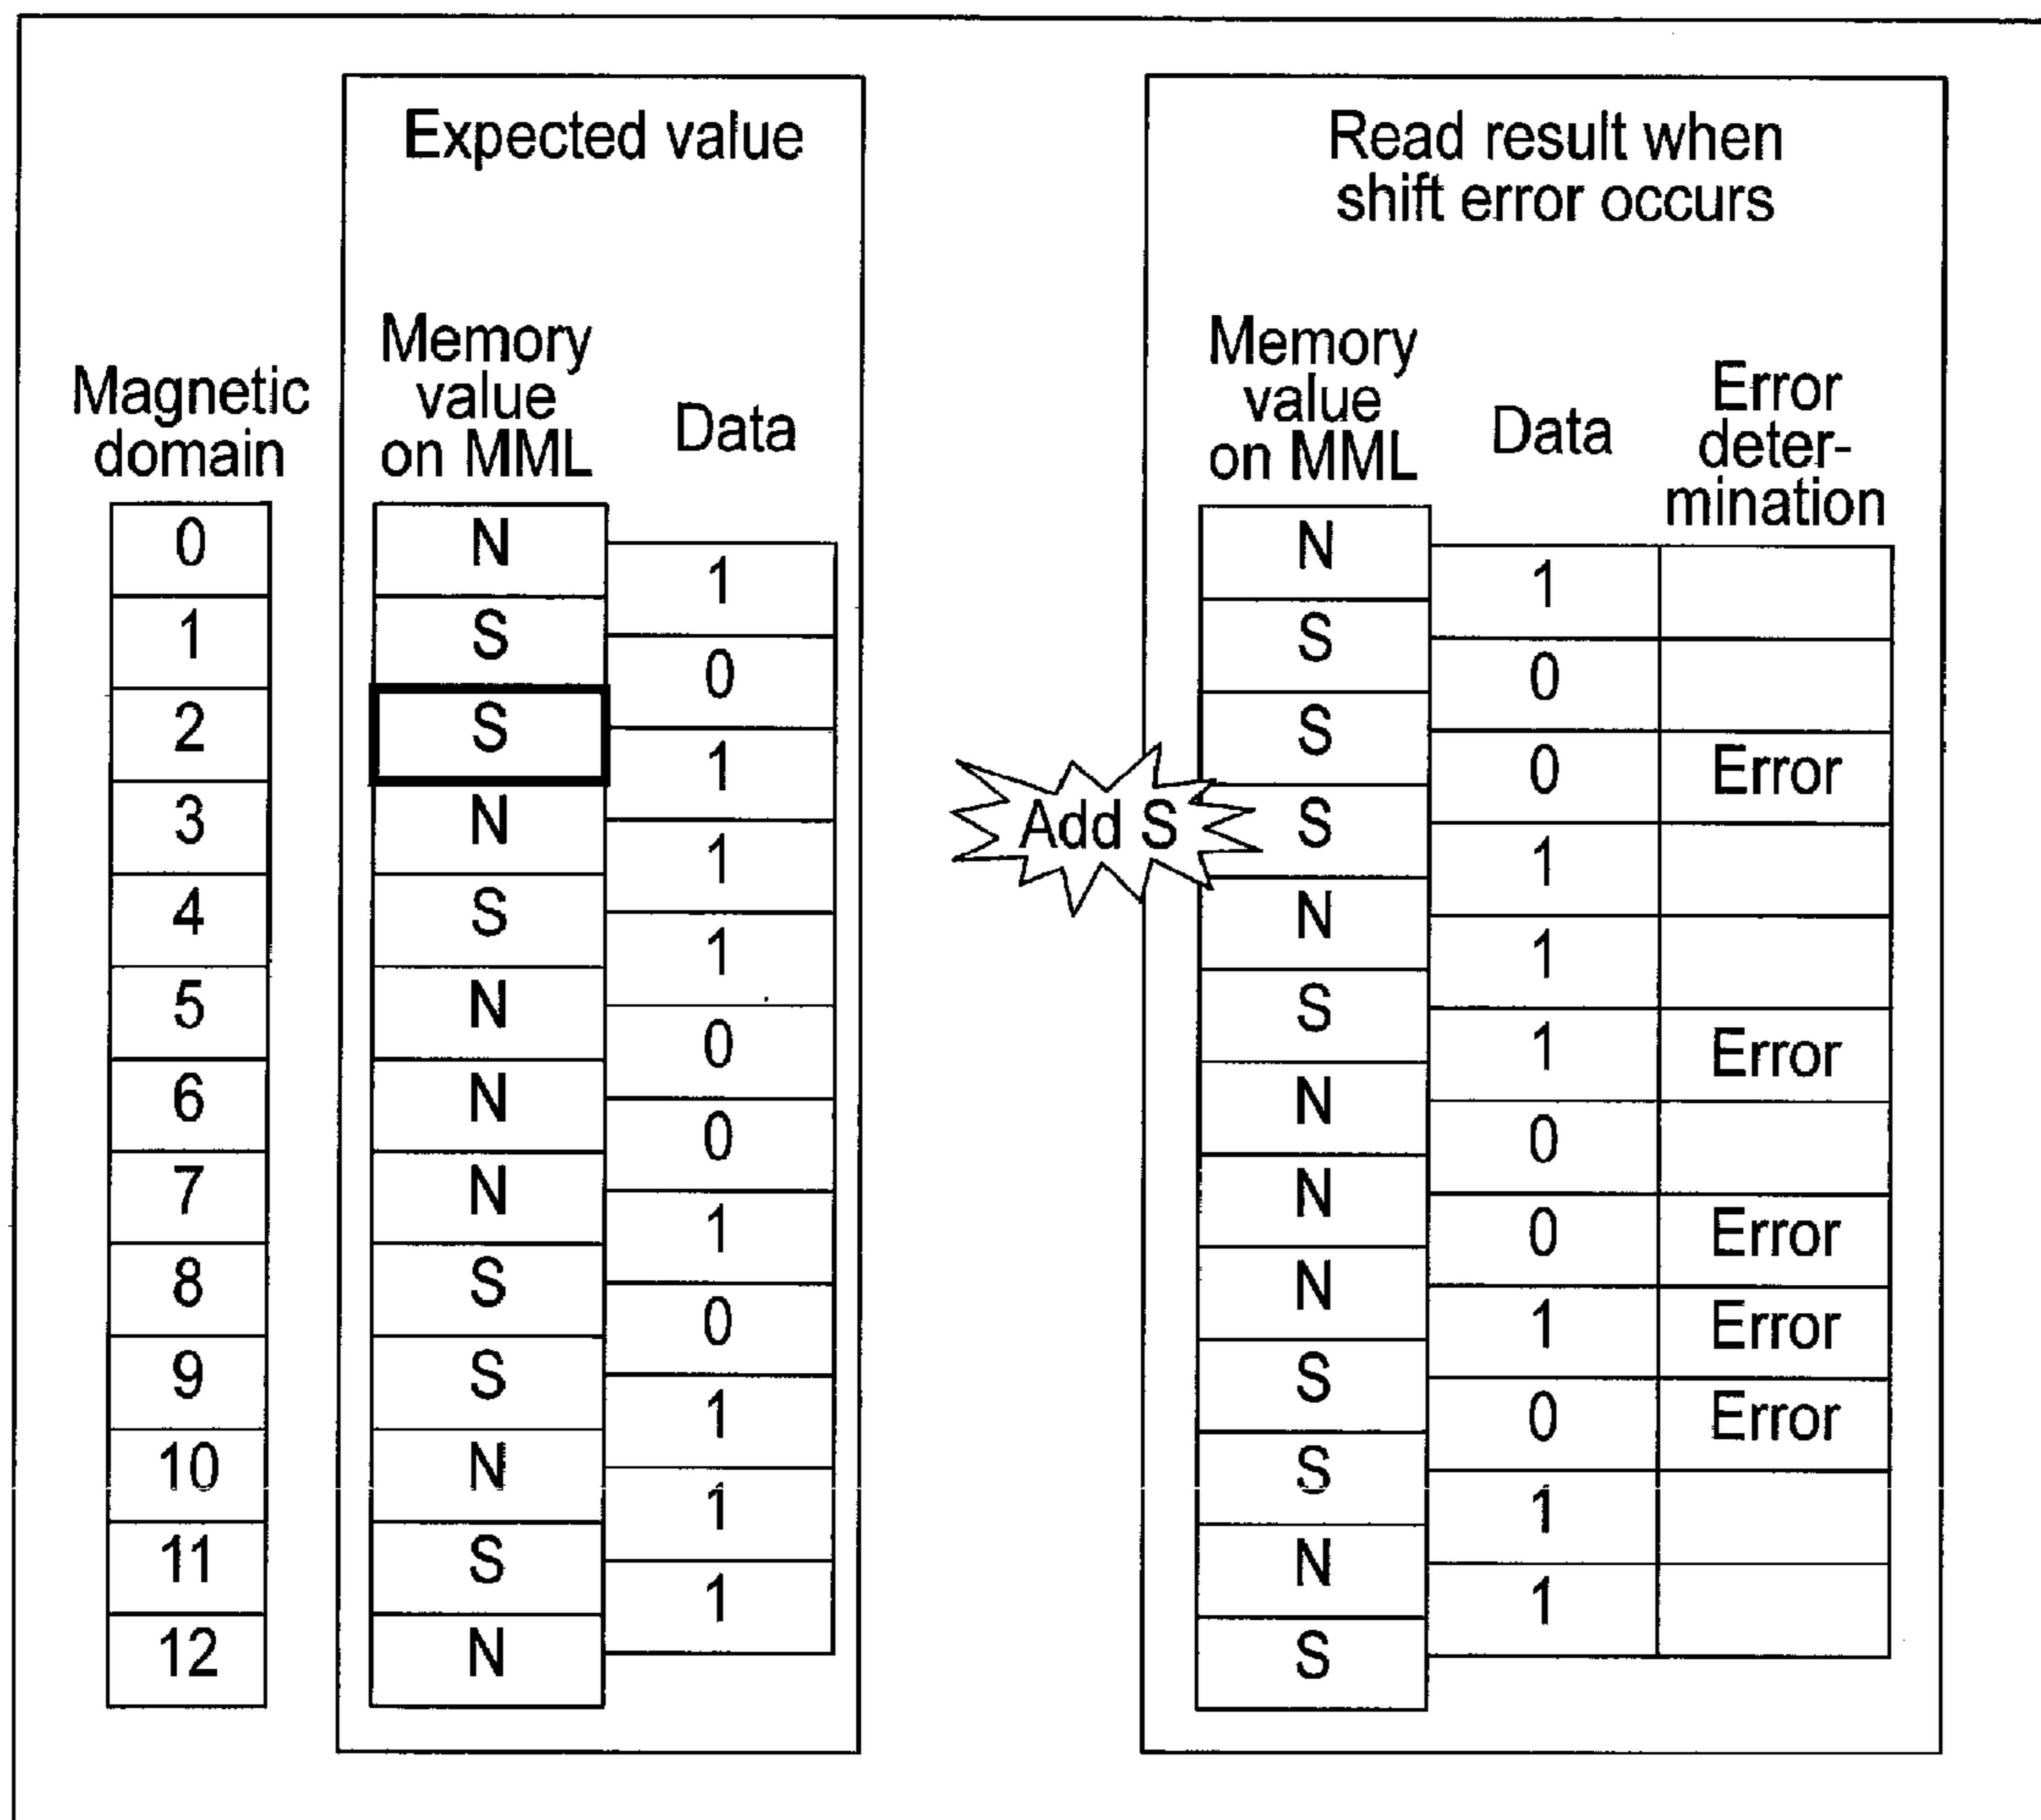 Expected value
Read result when
shift error occurs
Magnetic
domain
Memory
value
on MML
Data
Memory
value
on MML
Data
Error
deter-
mination
0 N N
1 1
1 S S
0 0
2 S S
1 0 Error
3 N Add S S
1 1
4 S N
1 1
5 N S
0 1 Error
6 N N
0 0
7 N N
1 0 Error
8 S N
0 1 Error
9 S S
1 0 Error
10 N S
1 1
11 S N
1 1
12 N S